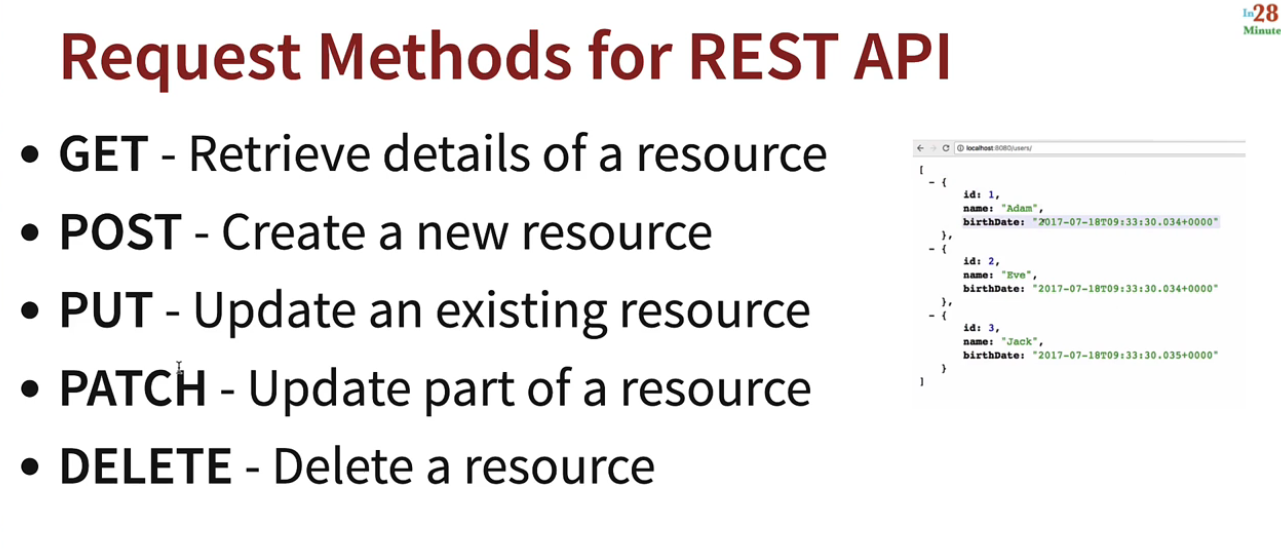 In28
Minute
Request Methods for REST API
• GET - Retrieve details of a resource
• POST - Create a new resource
• PUT - Update an existing resource
• PATCH - Update part of a resource
• DELETE - Delete a resource
localhost:8080/users/
[
- {
id: 1,
name: "Adam",
birthDate: "2017-07-18T09:33:30.034+0000"
},
- {
id: 2,
name: "Eve",
birthDate: "2017-07-18T09:33:30.034+0000"
},
- {
id: 3,
name: "Jack",
birthDate: "2017-07-18T09:33:30.035+0000"
}
]